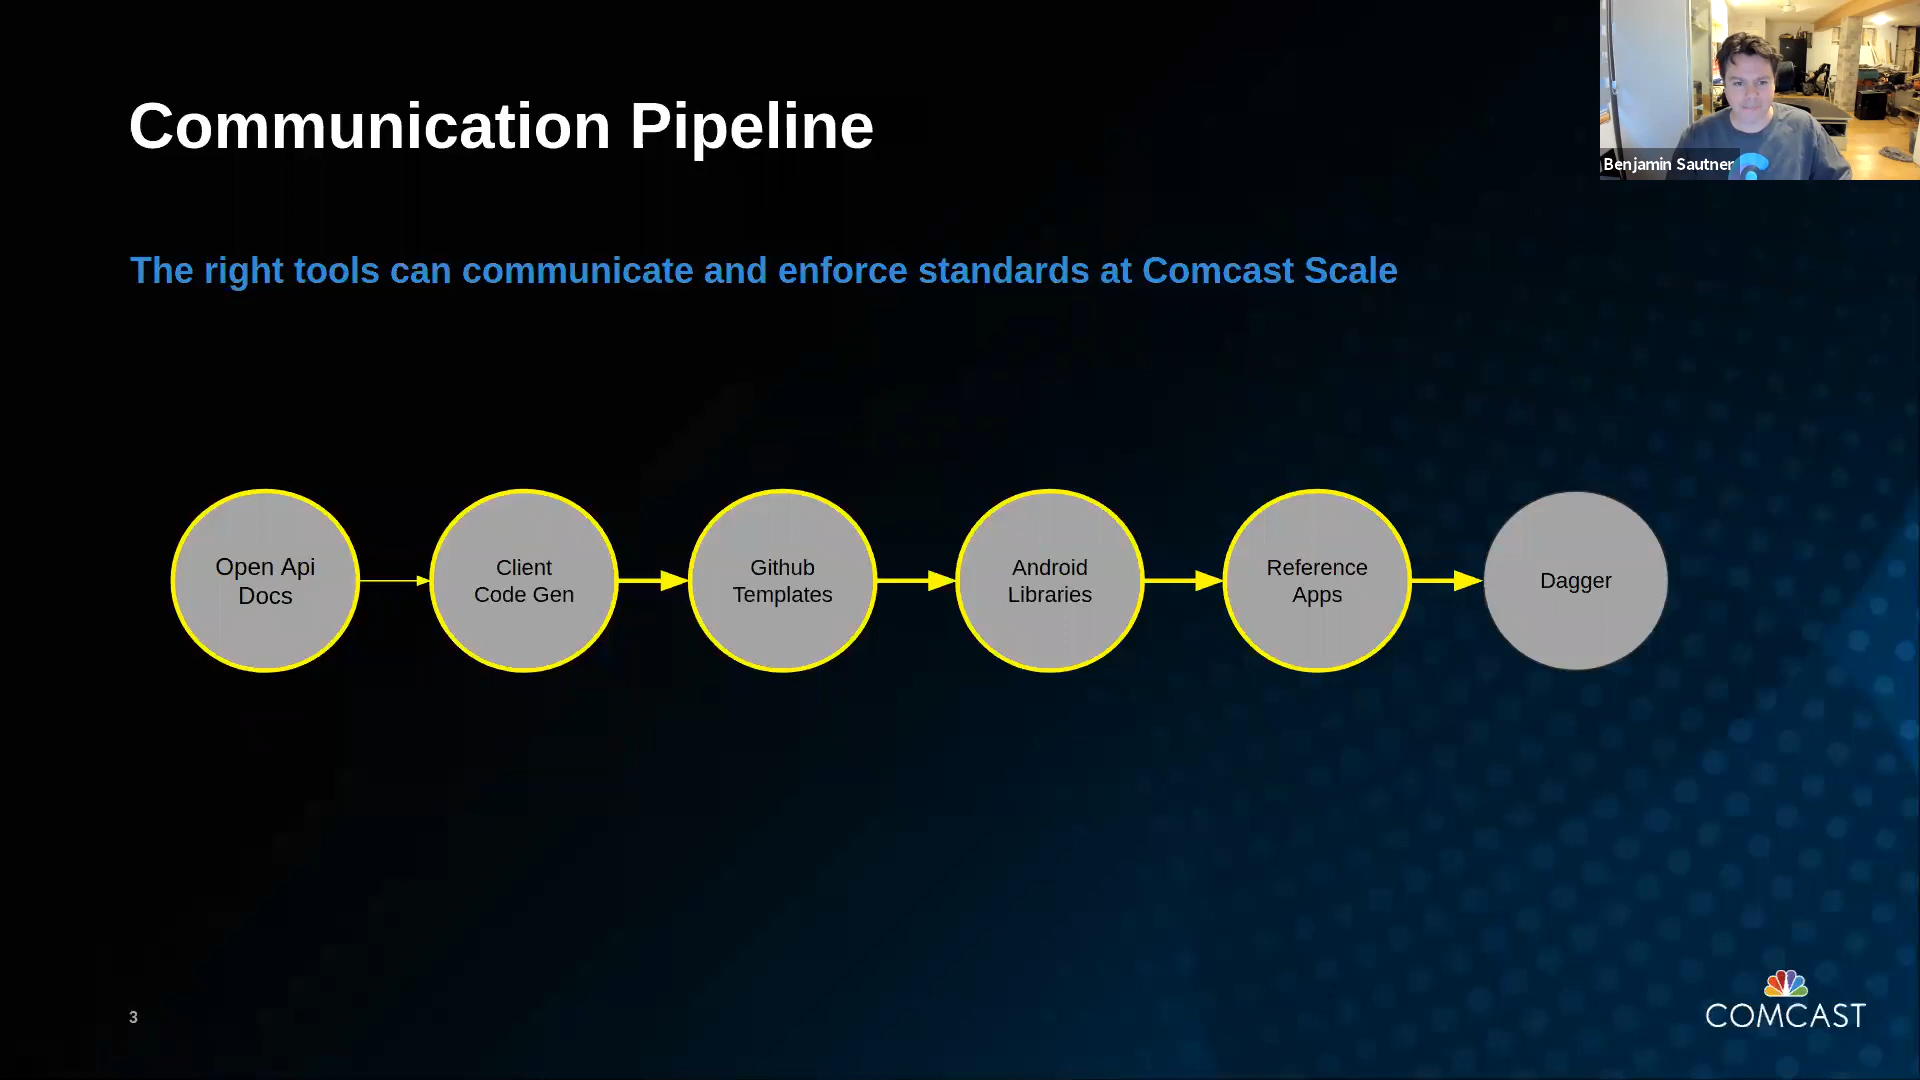 Communication Pipeline
Benjamin Sautner
The right tools can communicate and enforce standards at Comcast Scale
Open Api
Docs
Client
Code Gen
Github
Templates
Android
Libraries
Reference
Apps
Dagger
3
COMCAST